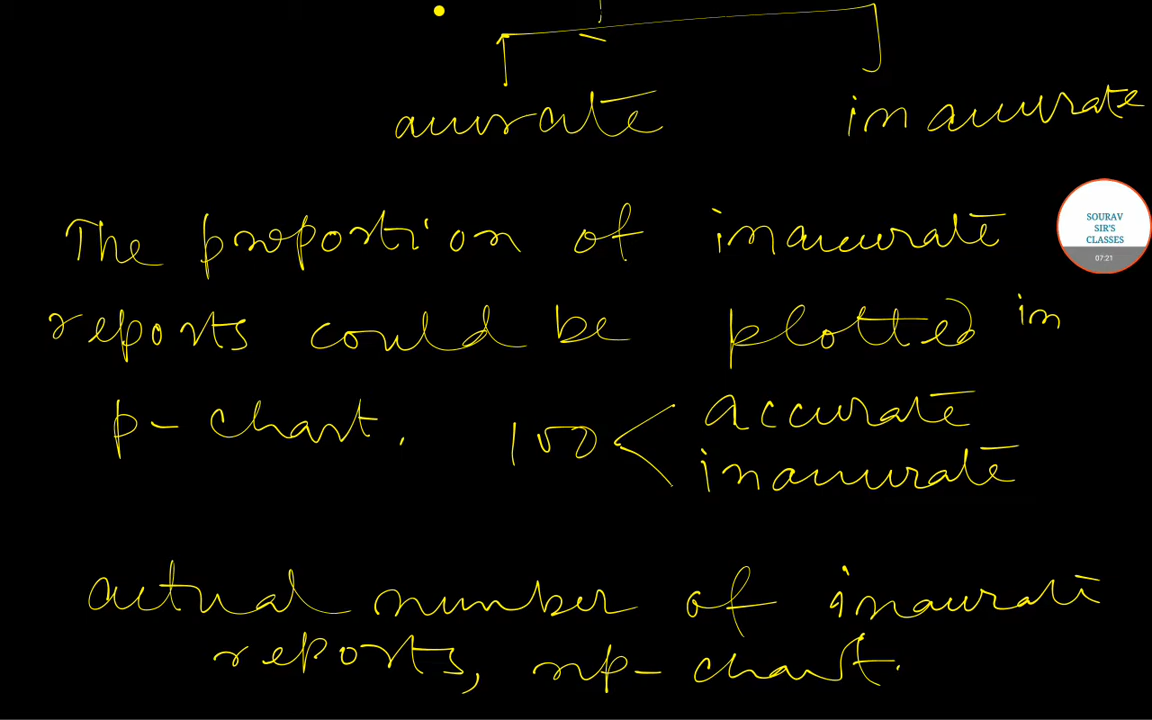 accurate inaccurate
The proportion of inaccurate
reports could be plotted in
p-chart. 100 accurate
inaccurate
actual number of inaccurate
reports, np-chart.
SOURAV
SIR'S
CLASSES
07:21